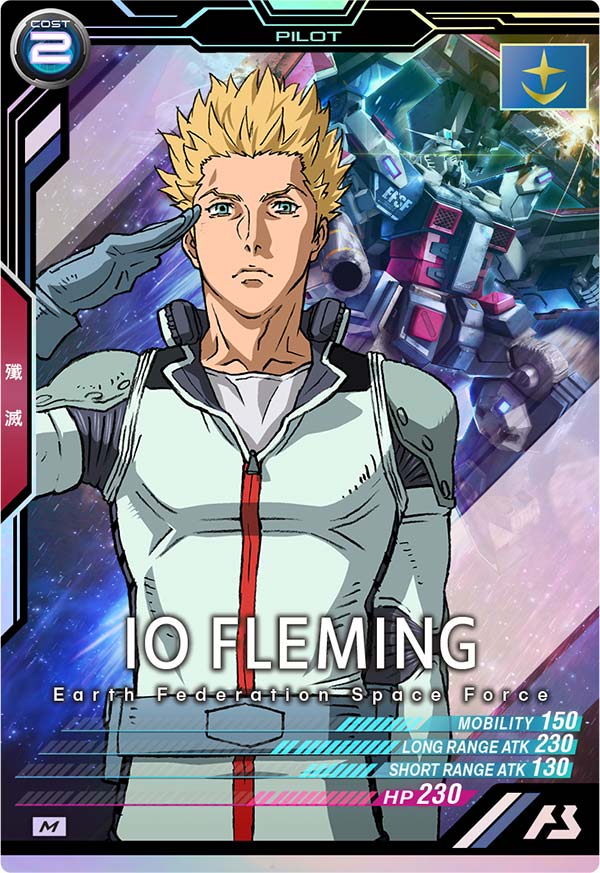 COST
2
PILOT
EFSF
殲滅
IO FLEMING
Earth Federation Space Force
MOBILITY 150
LONG RANGE ATK 230
SHORT RANGE ATK 130
HP 230
M